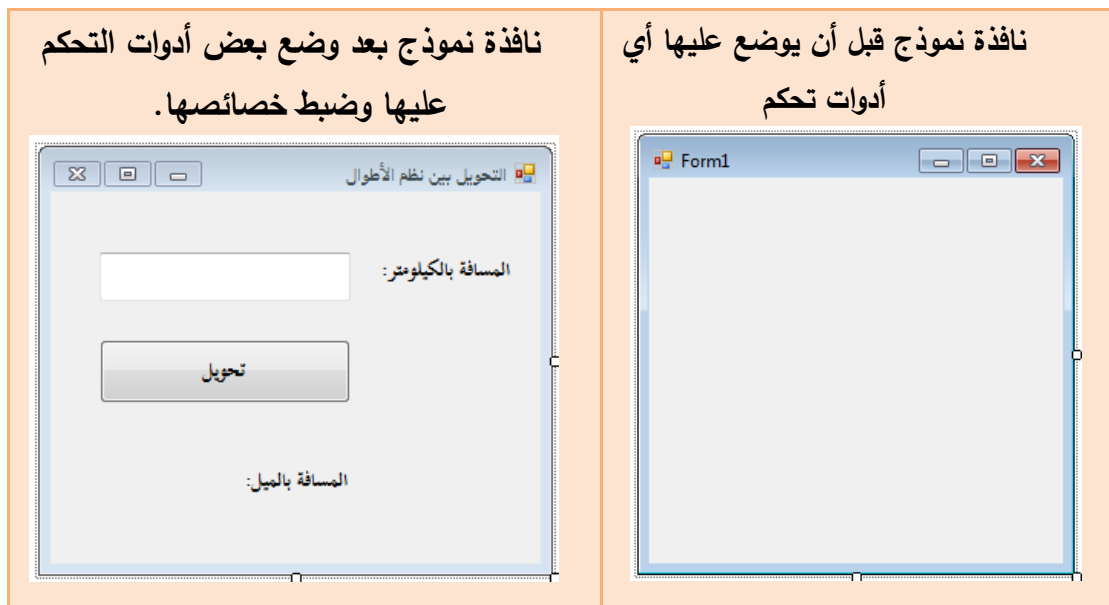 نافذة نموذج قبل أن يوضع عليها أي
أدوات تحكم
Form1
نافذة نموذج بعد وضع بعض أدوات التحكم
عليها وضبط خصائصها.
التحويل بين نظم الأطوال
المسافة بالكيلومتر:
تحويل
المسافة بالميل: